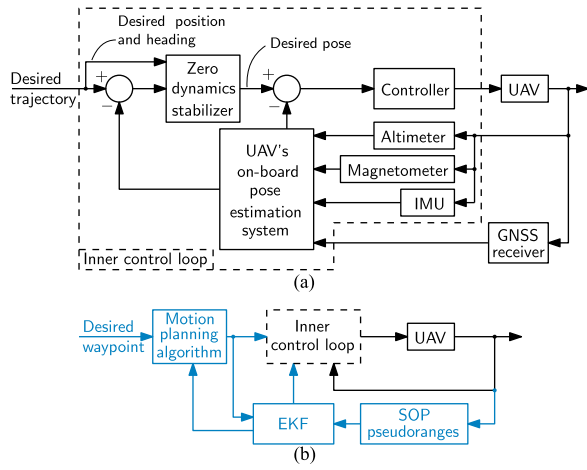 Desired position
and heading
Desired pose
Desired
trajectory
+
−
Zero
dynamics
stabilizer
+
−
Controller
UAV
UAV's
on-board
pose
estimation
system
Altimeter
Magnetometer
IMU
GNSS
receiver
Inner control loop
(a)
Desired
waypoint
Motion
planning
algorithm
Inner
control loop
UAV
EKF
SOP
pseudoranges
(b)